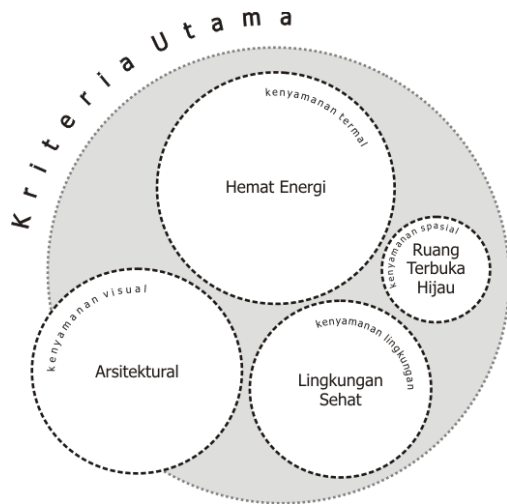 Kriteria Utama
kenyamanan termal
Hemat Energi
kenyamanan spasial
Ruang
Terbuka
Hijau
kenyamanan visual
Arsitektural
kenyamanan lingkungan
Lingkungan
Sehat